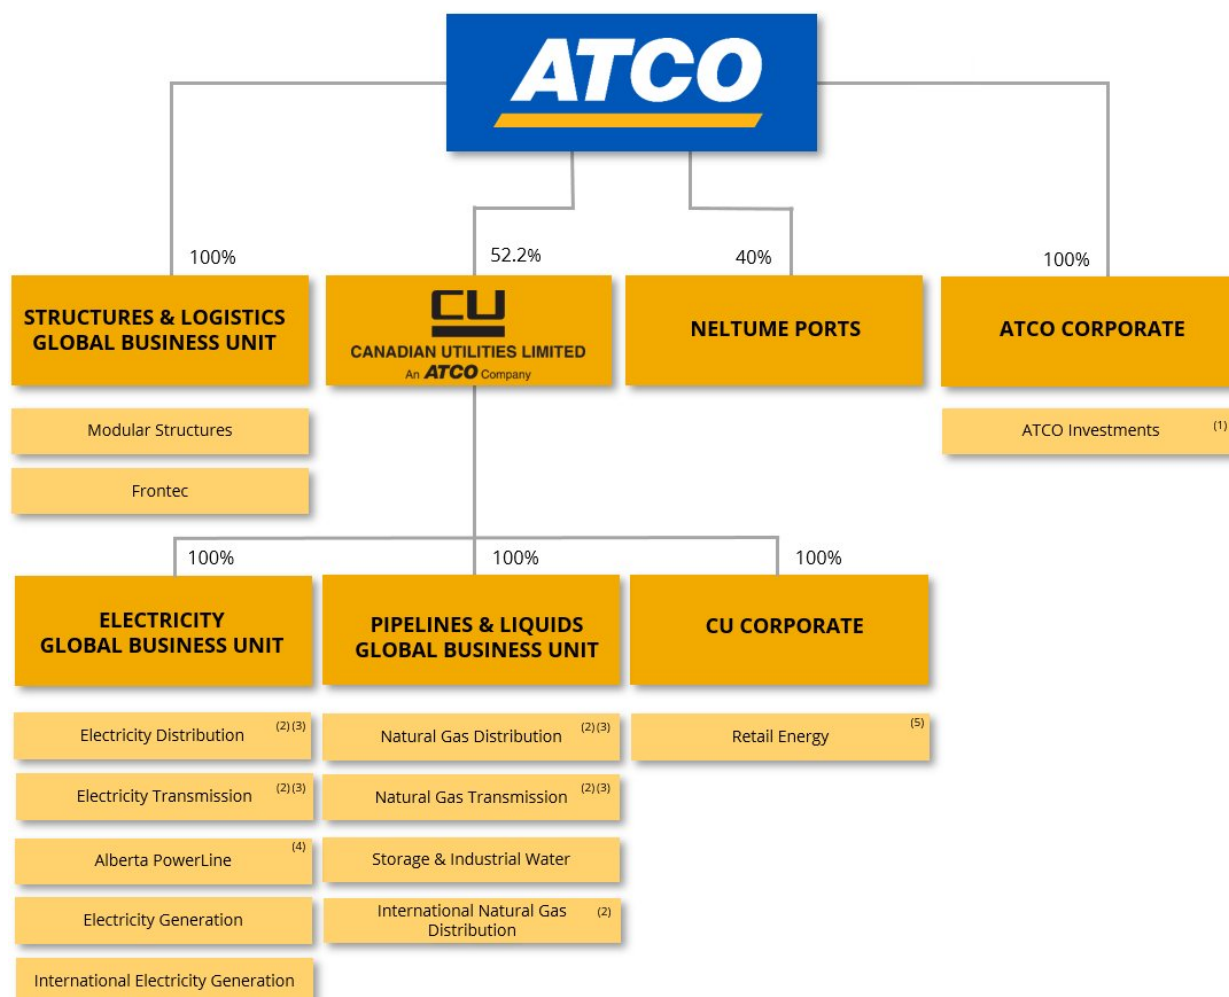 ATCO
100%
52.2%
40%
100%
STRUCTURES & LOGISTICS
GLOBAL BUSINESS UNIT
CU
CANADIAN UTILITIES LIMITED
An ATCO Company
NELTUME PORTS
ATCO CORPORATE
Modular Structures
Frontec
ATCO Investments (1)
100%
100%
100%
ELECTRICITY
GLOBAL BUSINESS UNIT
PIPELINES & LIQUIDS
GLOBAL BUSINESS UNIT
CU CORPORATE
Electricity Distribution (2)(3)
Electricity Transmission (2)(3)
Alberta PowerLine (4)
Electricity Generation
International Electricity Generation
Natural Gas Distribution (2)(3)
Natural Gas Transmission (2)(3)
Storage & Industrial Water
International Natural Gas (2)
Distribution
Retail Energy (5)